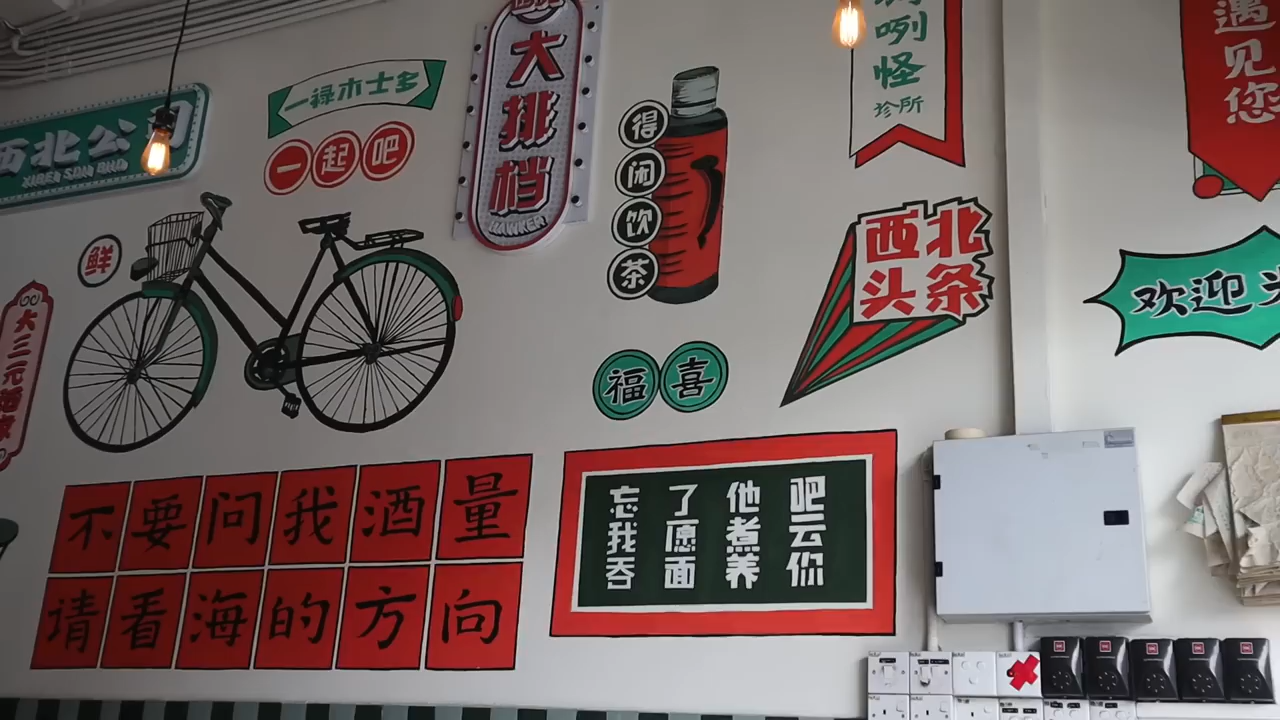 西北公司
XIBEI SDN BHD
一禄木士多
一起吧
大排档
HAWKER
得闲饮茶
咧怪
诊所
遇见您
鲜
大三元酒家
西北
头条
欢迎
福喜
不要问我酒量
请看海的方向
忘了他吧
我愿煮云
吞面养你